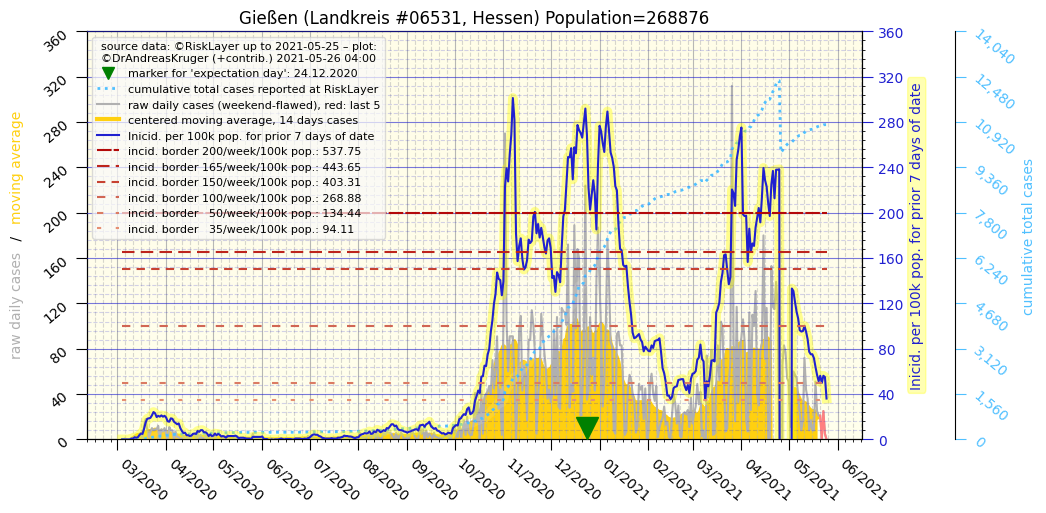 Gießen (Landkreis #06531, Hessen) Population=268876
source data: ©RiskLayer up to 2021-05-25 – plot:
©DrAndreasKruger (+contrib.) 2021-05-26 04:00
marker for 'expectation day': 24.12.2020
cumulative total cases reported at RiskLayer
raw daily cases (weekend-flawed), red: last 5
centered moving average, 14 days cases
Inicid. per 100k pop. for prior 7 days of date
incid. border 200/week/100k pop.: 537.75
incid. border 165/week/100k pop.: 443.65
incid. border 150/week/100k pop.: 403.31
incid. border 100/week/100k pop.: 268.88
incid. border 50/week/100k pop.: 134.44
incid. border 35/week/100k pop.: 94.11
raw daily cases / moving average
360
320
280
240
200
160
120
80
40
0
03/2020
04/2020
05/2020
06/2020
07/2020
08/2020
09/2020
10/2020
11/2020
12/2020
01/2021
02/2021
03/2021
04/2021
05/2021
06/2021
360
320
280
240
200
160
120
80
40
0
Inicid. per 100k pop. for prior 7 days of date
14,040
12,480
10,920
9,360
7,800
6,240
4,680
3,120
1,560
0
cumulative total cases